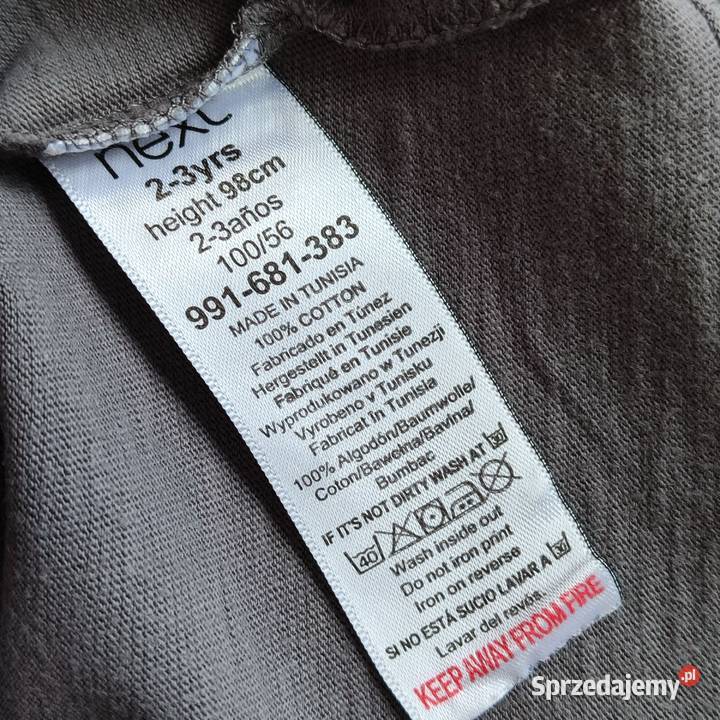 next
2-3yrs
height 98cm
2-3años
100/56
991-681-383
MADE IN TUNISIA
100% COTTON
Fabricado en Túnez
Hergestellt in Tunesien
Fabriqué en Tunisie
Wyprodukowano w Tunezji
Vyrobeno v Tunisku
Fabricat în Tunisia
100% Algodón/Baumwolle/
Coton/Bawełna/Bavlna/
Bumbac
IF IT'S NOT DIRTY WASH AT 30
40
Wash inside out
Do not iron print
Iron on reverse
SI NO ESTÁ SUCIO LAVAR A 30
Lavar del revés.
KEEP AWAY FROM FIRE
Sprzedajemy.pl